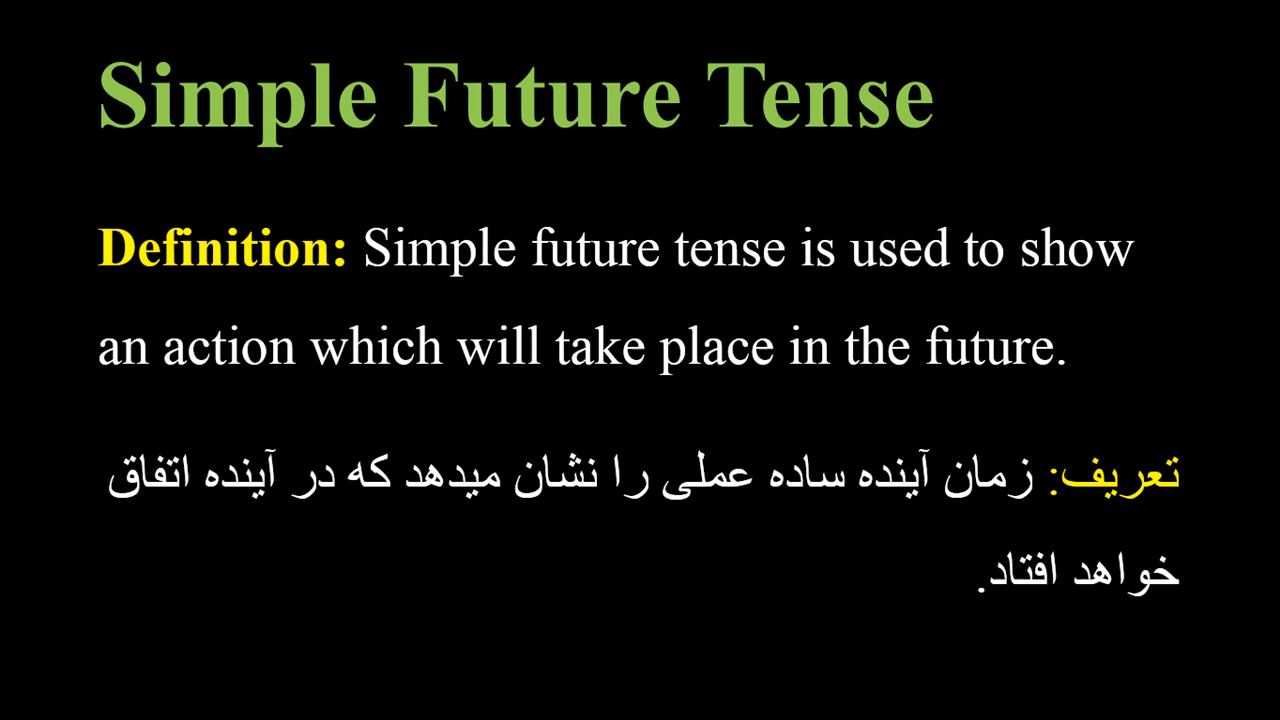 Simple Future Tense
Definition: Simple future tense is used to show
an action which will take place in the future.
تعریف: زمان آینده ساده عملی را نشان میدهد که در آینده اتفاق
خواهد افتاد.